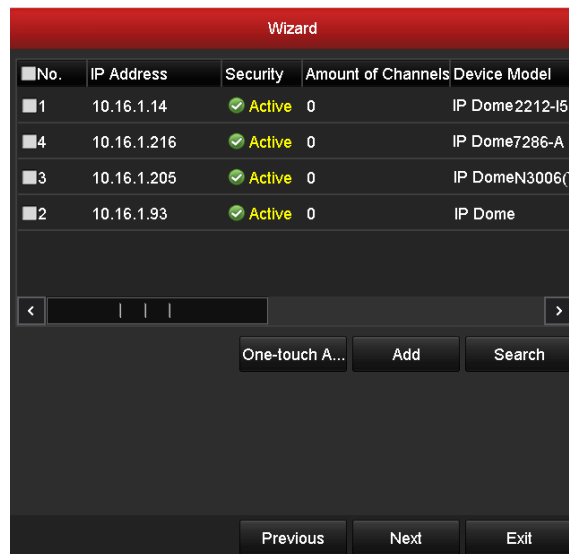 Wizard
No. IP Address Security Amount of Channels Device Model
1 10.16.1.14 Active 0 IP Dome2212-I5
4 10.16.1.216 Active 0 IP Dome7286-A
3 10.16.1.205 Active 0 IP DomeN3006(
2 10.16.1.93 Active 0 IP Dome
One-touch A... Add Search
Previous Next Exit